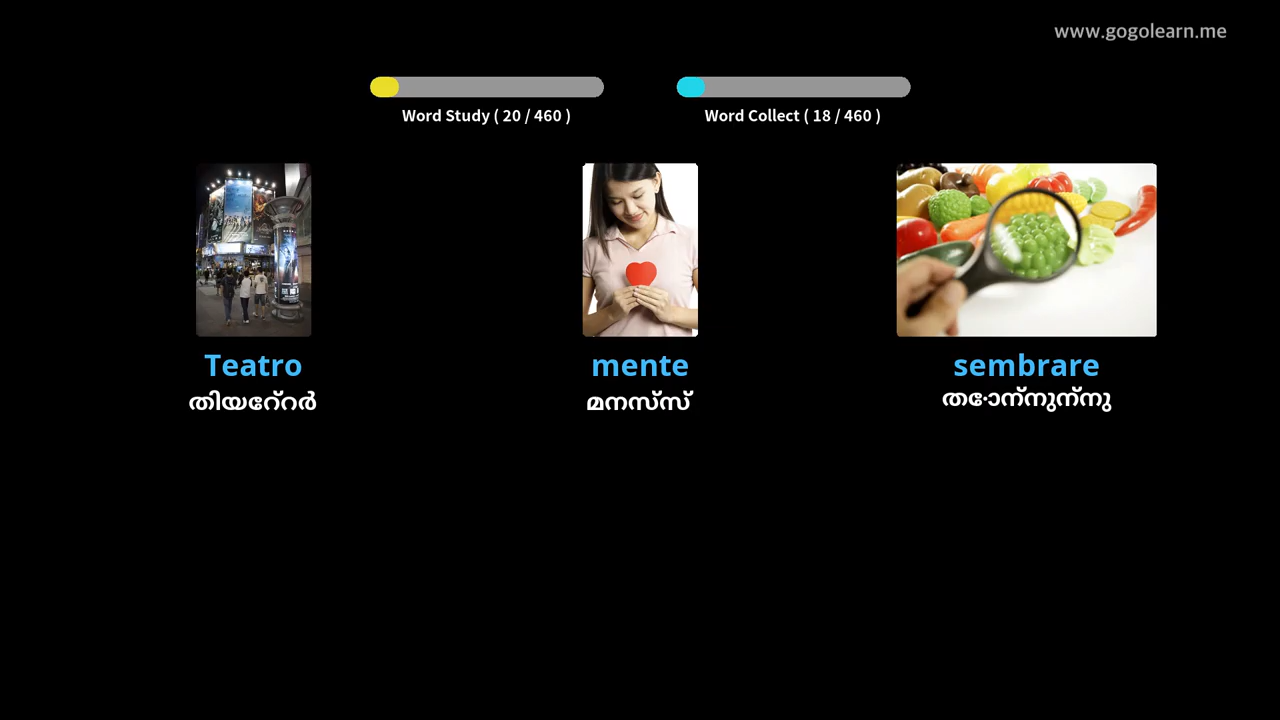 www.gogolearn.me
Word Study ( 20 / 460 )
Word Collect ( 18 / 460 )
Teatro
mente
sembrare
തിയറ്റേർ
മനസ്സ്
തോന്നുന്നു